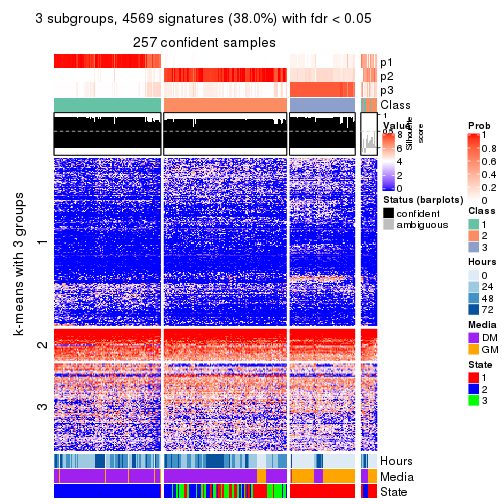 3 subgroups, 4569 signatures (38.0%) with fdr < 0.05
257 confident samples
p1
p2
p3
Class
1
0.5
Silhouette
score
k-means with 3 groups
1
2
3
Hours
Media
State
Value
8
6
4
2
0
Status (barplots)
confident
ambiguous
Prob
1
0.8
0.6
0.4
0.2
0
Class
1
2
3
Hours
0
24
48
72
Media
DM
GM
State
1
2
3